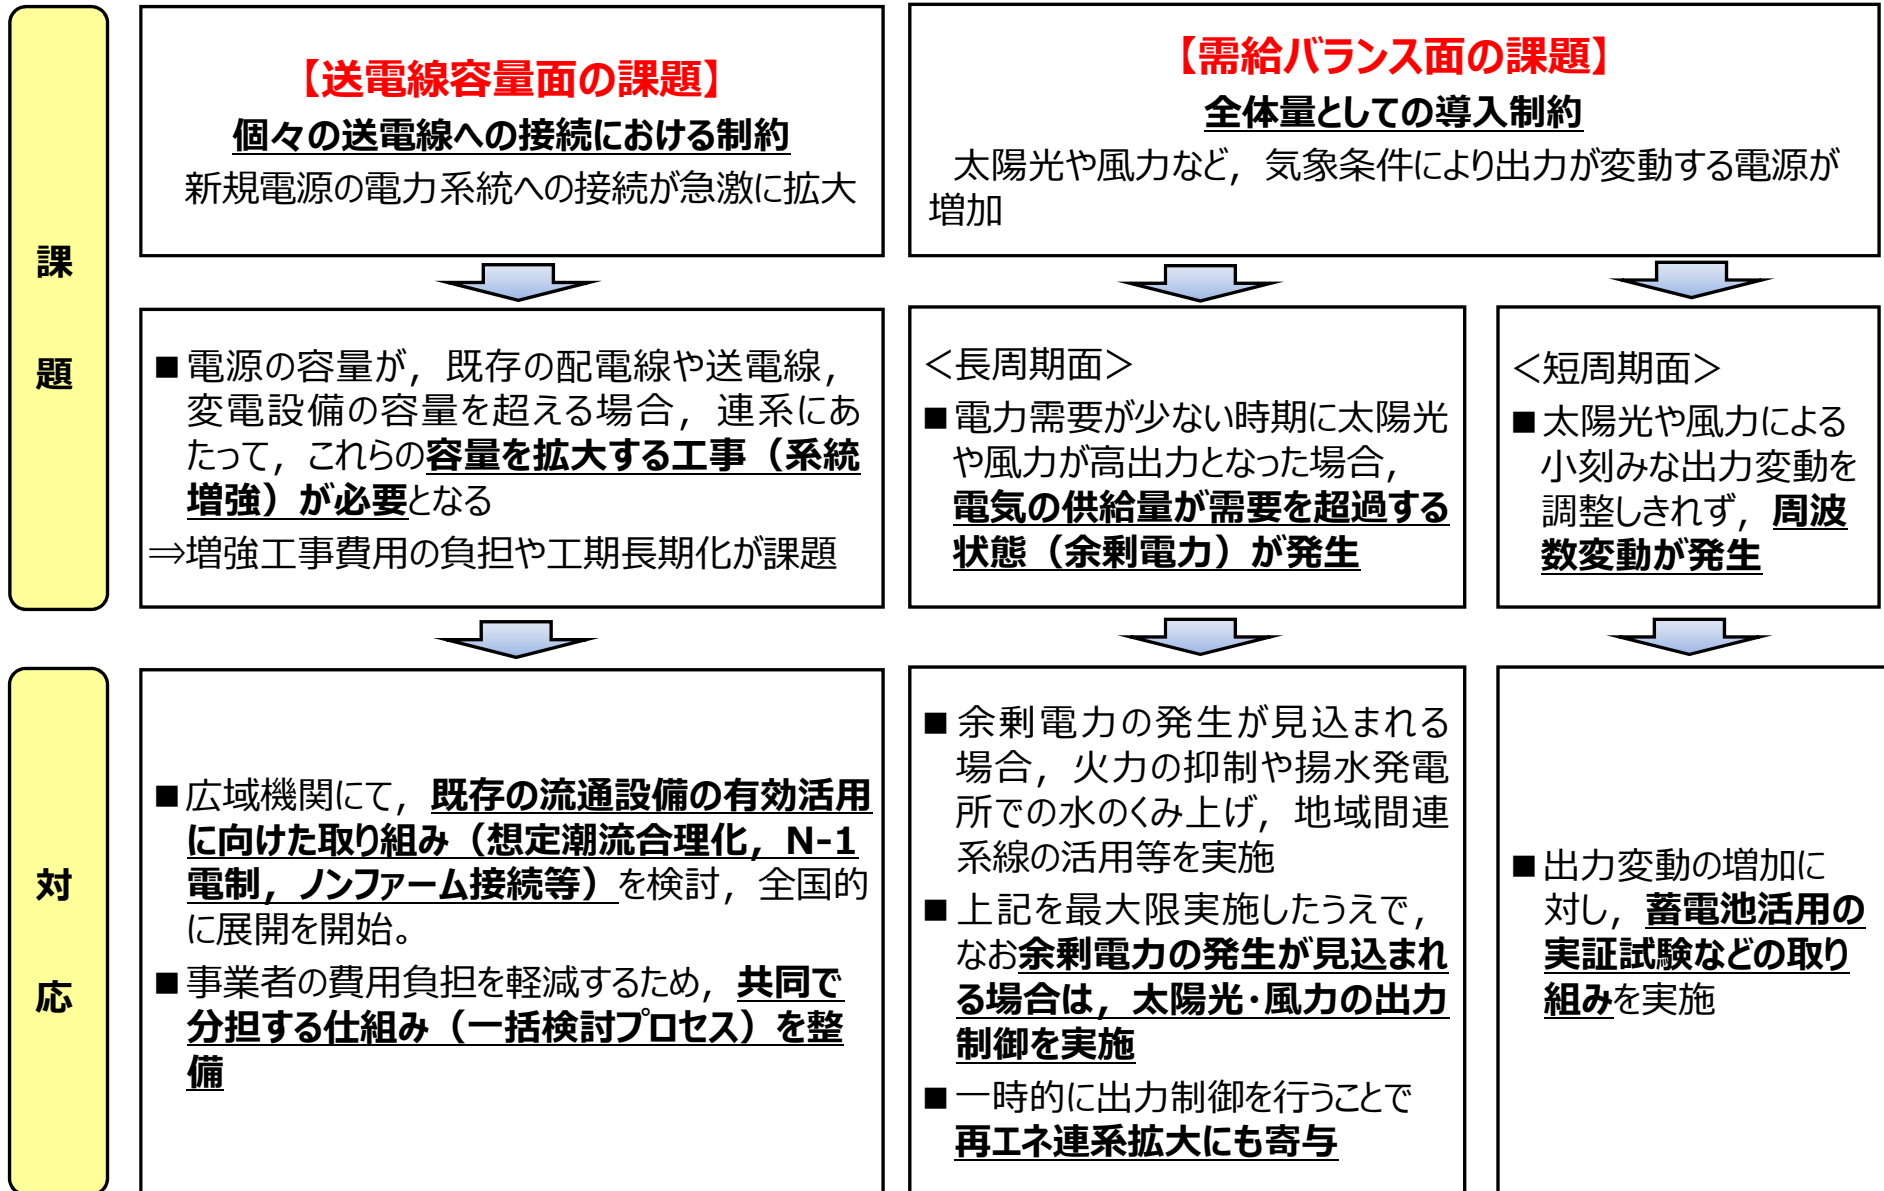 課
題
【送電線容量面の課題】
個々の送電線への接続における制約
新規電源の電力系統への接続が急激に拡大
【需給バランス面の課題】
全体量としての導入制約
太陽光や風力など，気象条件により出力が変動する電源が
増加
■電源の容量が，既存の配電線や送電線，
変電設備の容量を超える場合，連系にあ
たって，これらの容量を拡大する工事（系統
増強）が必要となる
⇒増強工事費用の負担や工期長期化が課題
＜長周期面＞
■電力需要が少ない時期に太陽光
や風力が高出力となった場合，
電気の供給量が需要を超過する
状態（余剰電力）が発生
＜短周期面＞
■太陽光や風力による
小刻みな出力変動を
調整しきれず，周波
数変動が発生
対
応
■広域機関にて，既存の流通設備の有効活用
に向けた取り組み（想定潮流合理化，N-1
電制，ノンファーム接続等）を検討，全国的
に展開を開始。
■事業者の費用負担を軽減するため，共同で
分担する仕組み（一括検討プロセス）を整
備
■余剰電力の発生が見込まれる
場合，火力の抑制や揚水発電
所での水のくみ上げ，地域間連
系線の活用等を実施
■上記を最大限実施したうえで，
なお余剰電力の発生が見込まれ
る場合は，太陽光・風力の出力
制御を実施
■一時的に出力制御を行うことで
再エネ連系拡大にも寄与
■出力変動の増加に
対し，蓄電池活用の
実証試験などの取り
組みを実施